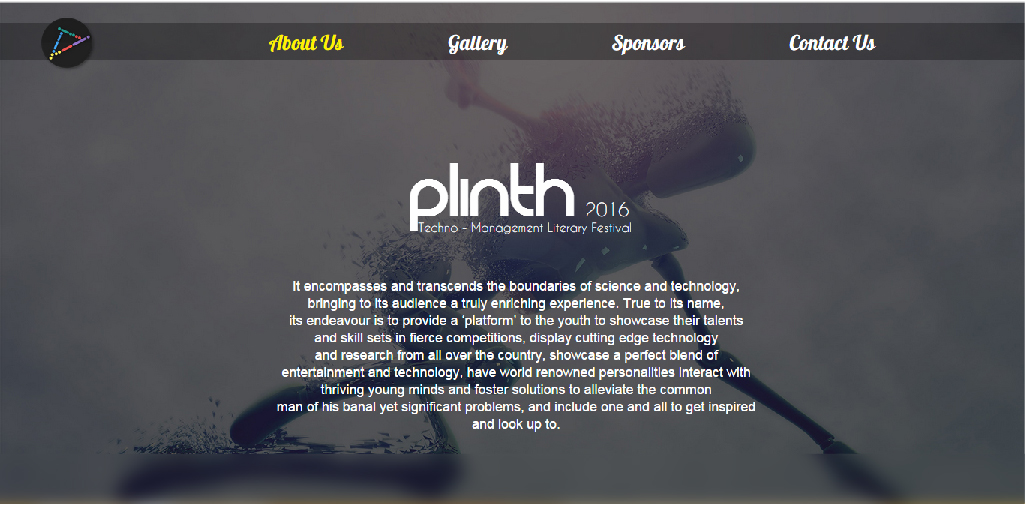 About Us Gallery Sponsors Contact Us
plinth 2016
Techno - Management Literary Festival
It encompasses and transcends the boundaries of science and technology,
bringing to its audience a truly enriching experience. True to its name,
its endeavour is to provide a 'platform' to the youth to showcase their talents
and skill sets in fierce competitions, display cutting edge technology
and research from all over the country, showcase a perfect blend of
entertainment and technology, have world renowned personalities interact with
thriving young minds and foster solutions to alleviate the common
man of his banal yet significant problems, and include one and all to get inspired
and look up to.